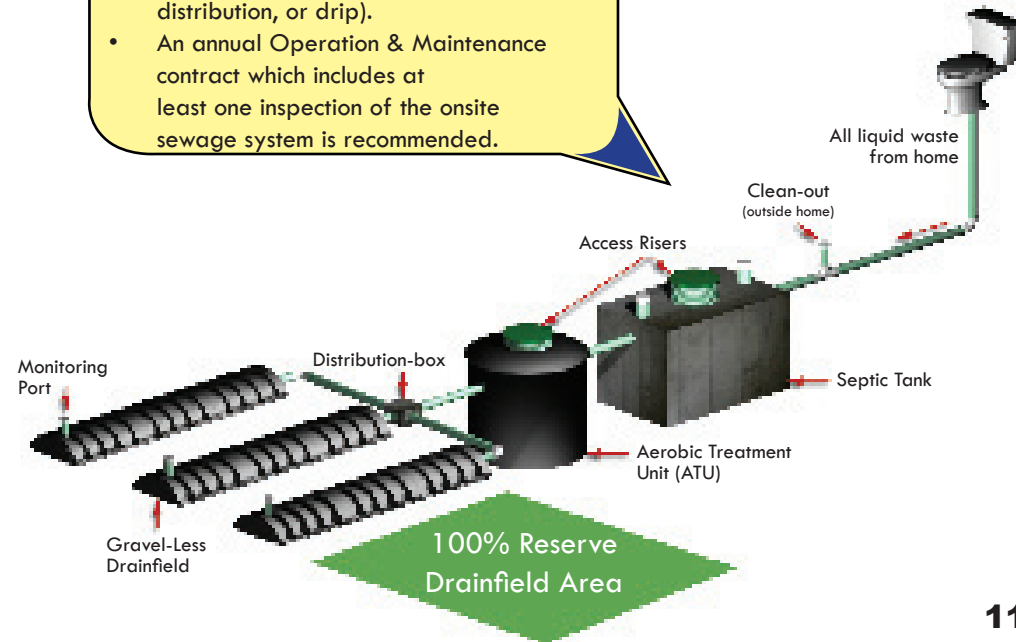 distribution, or drip).
• An annual Operation & Maintenance
contract which includes at
least one inspection of the onsite
sewage system is recommended.
All liquid waste
from home
Clean-out
(outside home)
Access Risers
Monitoring
Port
Distribution-box
Septic Tank
Aerobic Treatment
Unit (ATU)
Gravel-Less
Drainfield
100% Reserve
Drainfield Area
11